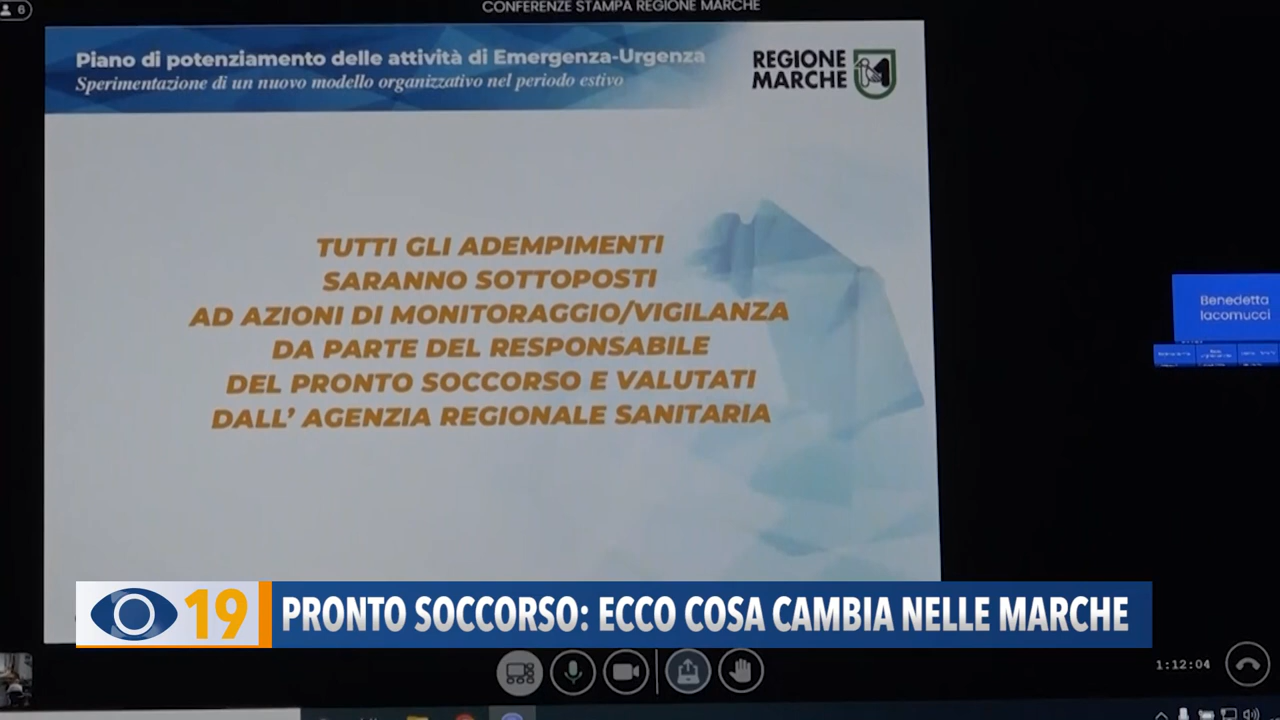 6
CONFERENZE STAMPA REGIONE MARCHE
Piano di potenziamento delle attività di Emergenza-Urgenza
Sperimentazione di un nuovo modello organizzativo nel periodo estivo
REGIONE
MARCHE
TUTTI GLI ADEMPIMENTI
SARANNO SOTTOPOSTI
AD AZIONI DI MONITORAGGIO/VIGILANZA
DA PARTE DEL RESPONSABILE
DEL PRONTO SOCCORSO E VALUTATI
DALL' AGENZIA REGIONALE SANITARIA
Benedetta
Iacomucci
19
PRONTO SOCCORSO: ECCO COSA CAMBIA NELLE MARCHE
1:12:04